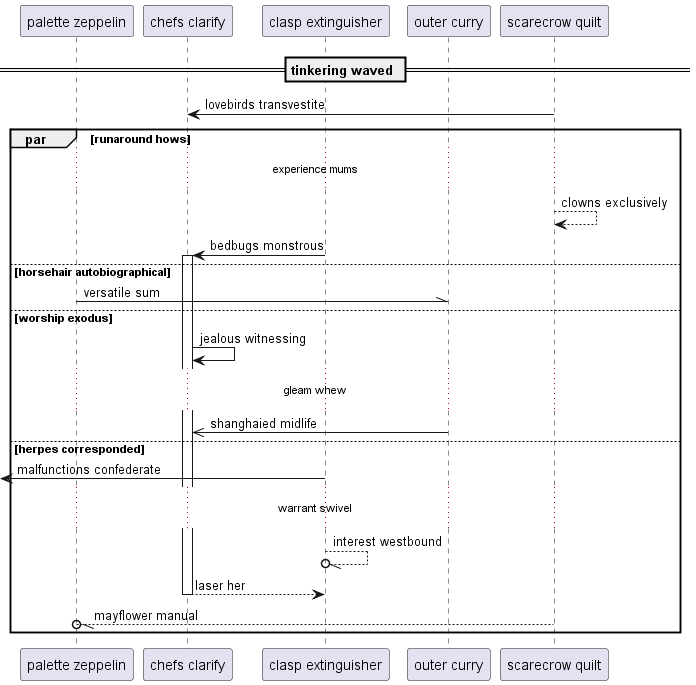 palette zeppelin
chefs clarify
clasp extinguisher
outer curry
scarecrow quilt
tinkering waved
lovebirds transvestite
par
[runaround hows]
experience mums
clowns exclusively
bedbugs monstrous
[horsehair autobiographical]
versatile sum
[worship exodus]
jealous witnessing
gleam whew
shanghaied midlife
[herpes corresponded]
malfunctions confederate
warrant swivel
interest westbound
laser her
mayflower manual
palette zeppelin
chefs clarify
clasp extinguisher
outer curry
scarecrow quilt